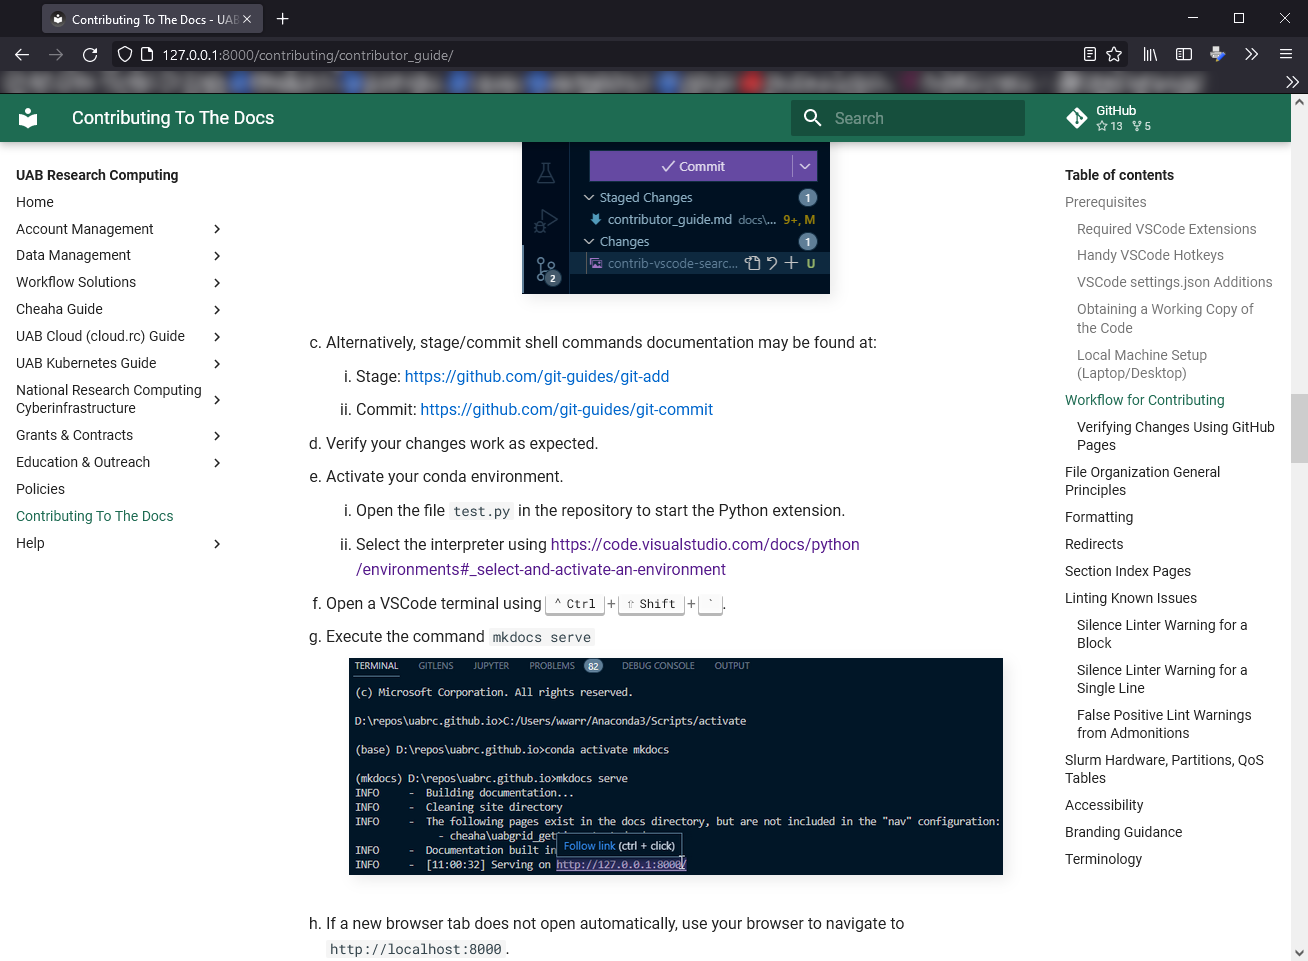 Contributing To The Docs - UAB
127.0.0.1:8000/contributing/contributor_guide/
Contributing To The Docs
Search
GitHub
13 5
UAB Research Computing
Home
Account Management
Data Management
Workflow Solutions
Cheaha Guide
UAB Cloud (cloud.rc) Guide
UAB Kubernetes Guide
National Research Computing
Cyberinfrastructure
Grants & Contracts
Education & Outreach
Policies
Contributing To The Docs
Help
Commit
Staged Changes 1
contributor_guide.md docs\... 9+, M
Changes 1
contrib-vscode-searc... U
2
c. Alternatively, stage/commit shell commands documentation may be found at:
i. Stage: https://github.com/git-guides/git-add
ii. Commit: https://github.com/git-guides/git-commit
d. Verify your changes work as expected.
e. Activate your conda environment.
i. Open the file test.py in the repository to start the Python extension.
ii. Select the interpreter using https://code.visualstudio.com/docs/python
/environments#_select-and-activate-an-environment
f. Open a VSCode terminal using ⌃ Ctrl + ⇧ Shift + `.
g. Execute the command mkdocs serve
TERMINAL GITLENS JUPYTER PROBLEMS 82 DEBUG CONSOLE OUTPUT
(c) Microsoft Corporation. All rights reserved.
D:\repos\uabrc.github.io>C:/Users/wwarr/Anaconda3/Scripts/activate
(base) D:\repos\uabrc.github.io>conda activate mkdocs
(mkdocs) D:\repos\uabrc.github.io>mkdocs serve
INFO - Building documentation...
INFO - Cleaning site directory
INFO - The following pages exist in the docs directory, but are not included in the "nav" configuration:
- cheaha\uabgrid_get
Follow link (ctrl + click)
INFO - Documentation built in
INFO - [11:00:32] Serving on http://127.0.0.1:8000/
h. If a new browser tab does not open automatically, use your browser to navigate to
http://localhost:8000.
Table of contents
Prerequisites
Required VSCode Extensions
Handy VSCode Hotkeys
VSCode settings.json Additions
Obtaining a Working Copy of
the Code
Local Machine Setup
(Laptop/Desktop)
Workflow for Contributing
Verifying Changes Using GitHub
Pages
File Organization General
Principles
Formatting
Redirects
Section Index Pages
Linting Known Issues
Silence Linter Warning for a
Block
Silence Linter Warning for a
Single Line
False Positive Lint Warnings
from Admonitions
Slurm Hardware, Partitions, QoS
Tables
Accessibility
Branding Guidance
Terminology